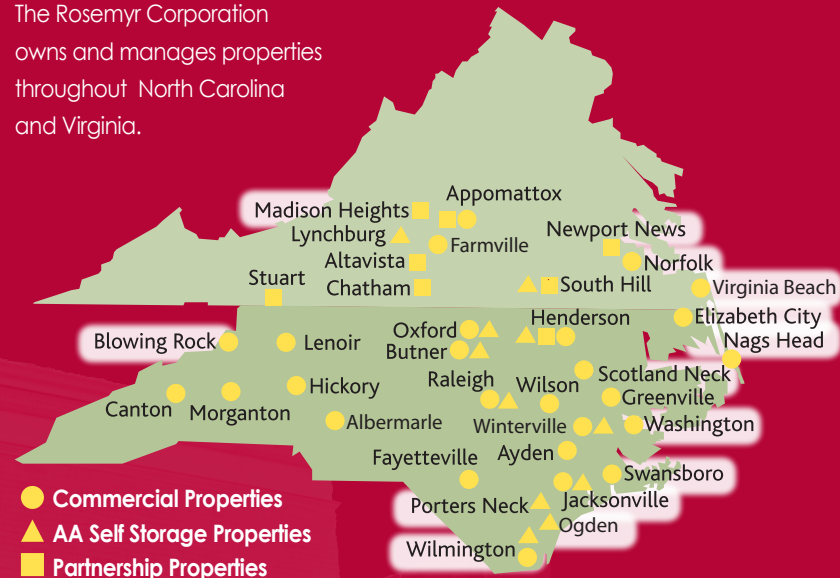 The Rosemyr Corporation
owns and manages properties
throughout North Carolina
and Virginia.
Appomattox
Madison Heights
Newport News
Lynchburg
Farmville
Norfolk
Altavista
Stuart
South Hill
Chatham
Virginia Beach
Henderson
Elizabeth City
Oxford
Nags Head
Blowing Rock
Lenoir
Butner
Raleigh
Wilson
Scotland Neck
Hickory
Greenville
Canton
Morganton
Albermarle
Winterville
Washington
Fayetteville
Ayden
Swansboro
Commercial Properties
Porters Neck
Jacksonville
AA Self Storage Properties
Ogden
Wilmington
Partnership Properties